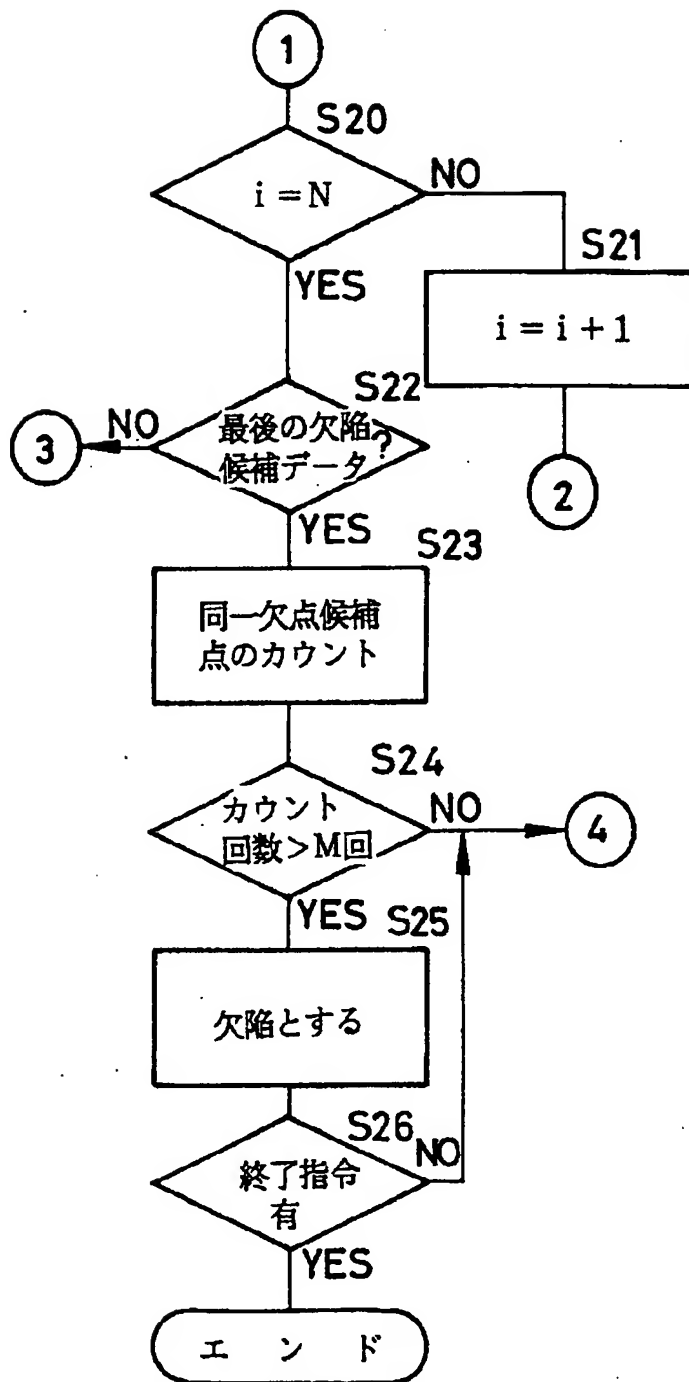 1
S20
i = N
NO
YES
S21
i = i + 1
2
S22
最後の欠陥
候補データ?
NO
3
YES
S23
同一欠点候補
点のカウント
S24
カウント
回数>M回
NO
4
YES
S25
欠陥とする
S26
終了指令
有
NO
YES
エンド